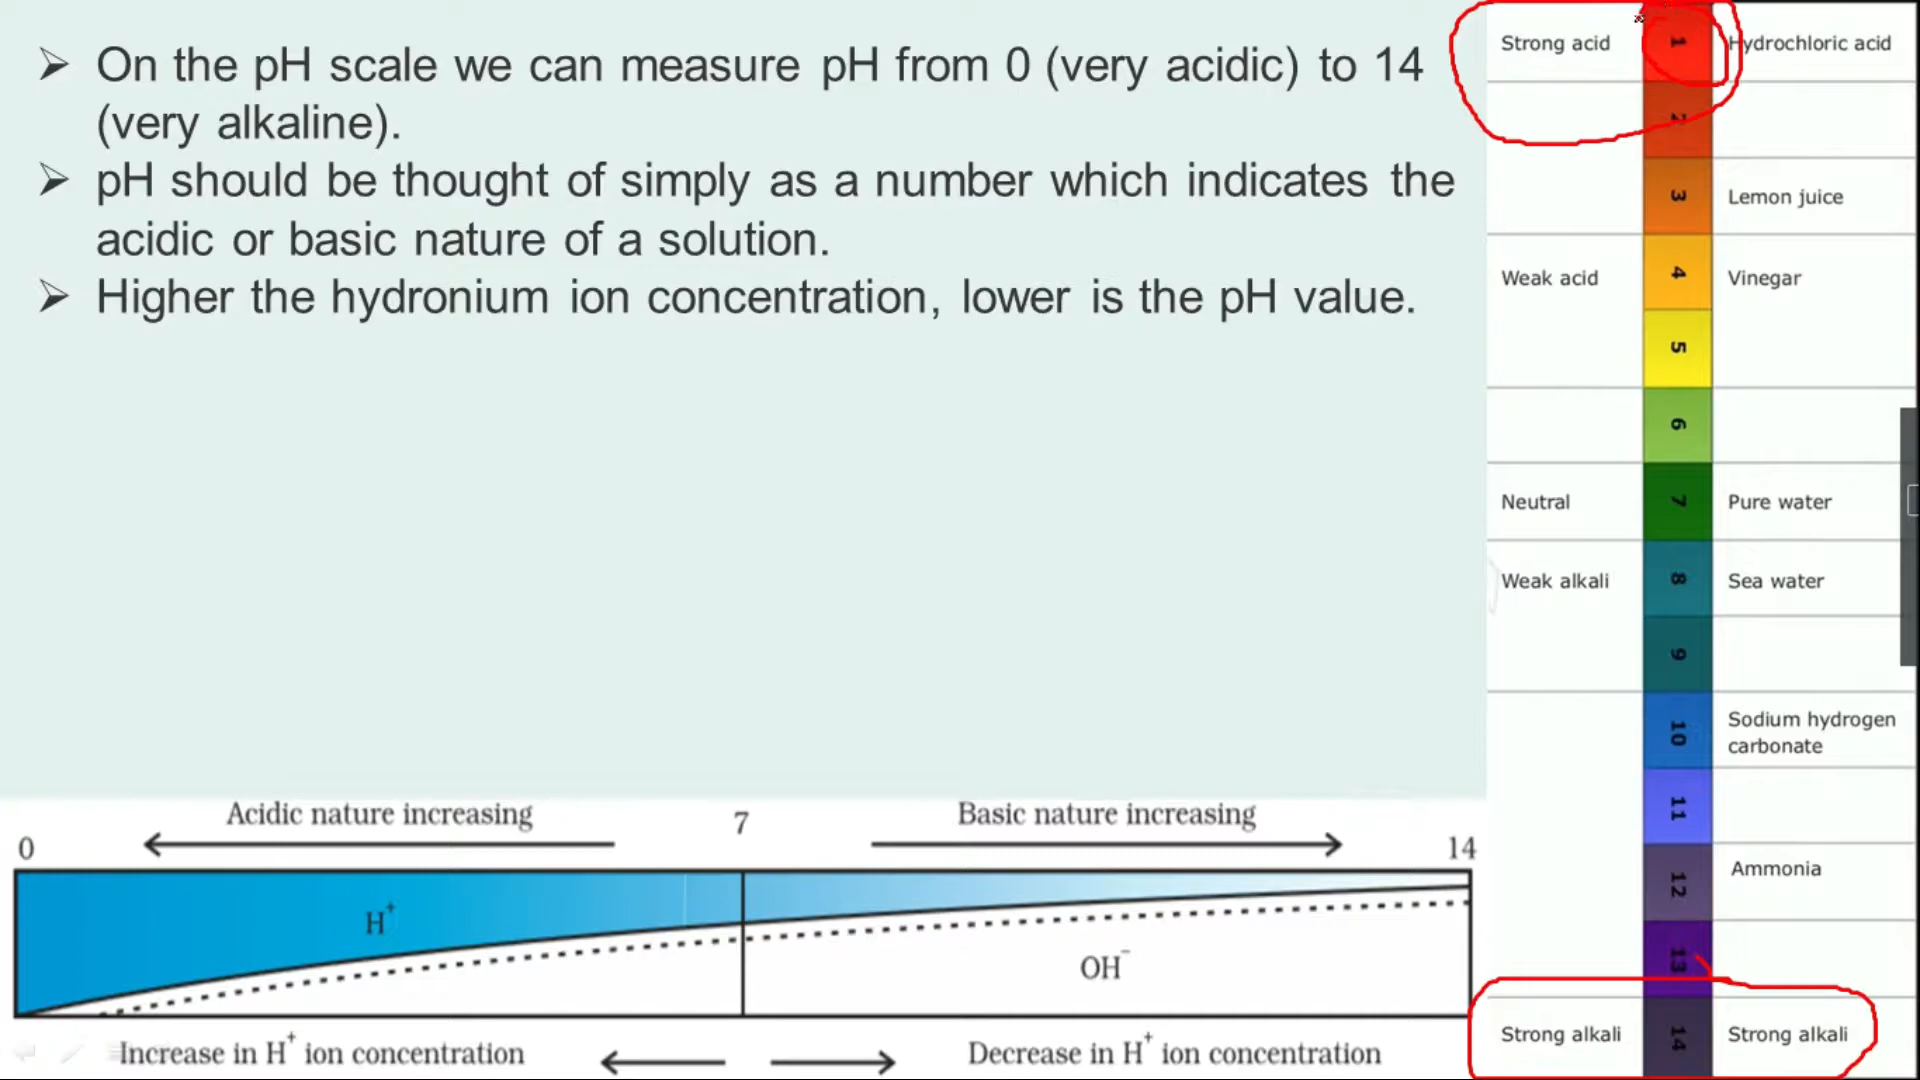 ➢ On the pH scale we can measure pH from 0 (very acidic) to 14
(very alkaline).
➢ pH should be thought of simply as a number which indicates the
acidic or basic nature of a solution.
➢ Higher the hydronium ion concentration, lower is the pH value.
Strong acid 1 Hydrochloric acid
2
3 Lemon juice
Weak acid 4 Vinegar
5
6
Neutral 7 Pure water
Weak alkali 8 Sea water
9
10 Sodium hydrogen
carbonate
11
12 Ammonia
13
Strong alkali 14 Strong alkali
Acidic nature increasing 7 Basic nature increasing
0 14
H⁺
OH⁻
Increase in H⁺ ion concentration Decrease in H⁺ ion concentration